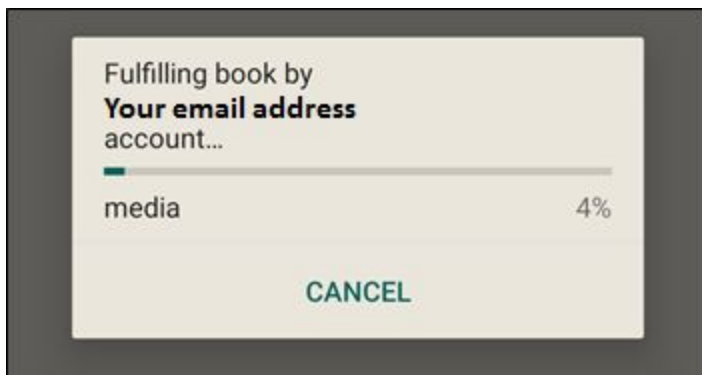 Fulfilling book by
Your email address
account...
media 4%
CANCEL